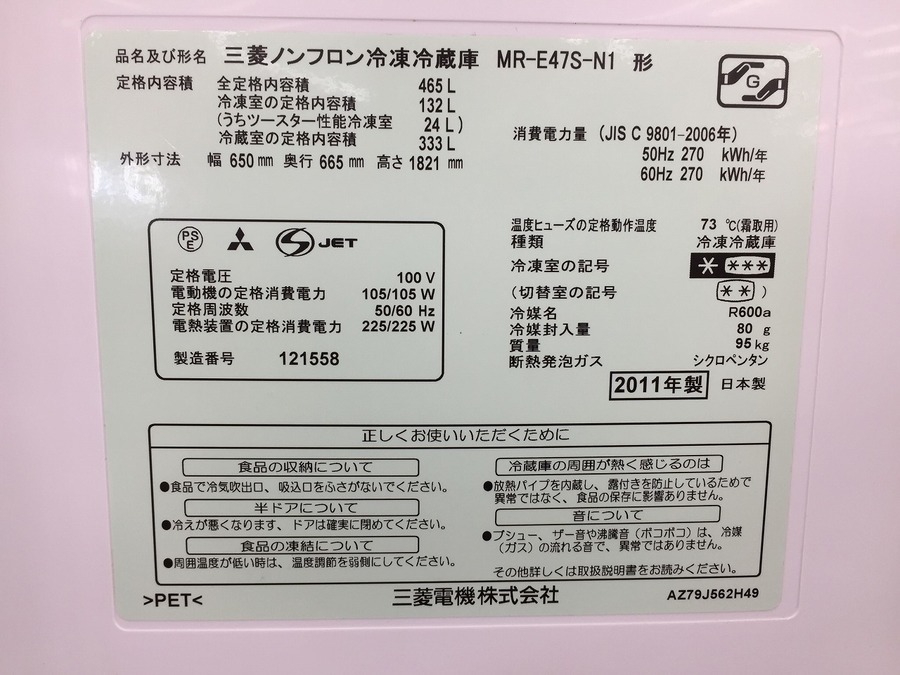 品名及び形名 三菱ノンフロン冷凍冷蔵庫 MR-E47S-N1 形
定格内容積 全定格内容積 465 L
冷凍室の定格内容積 132 L
(うちツースター性能冷凍室 24 L)
冷蔵室の定格内容積 333 L
外形寸法 幅 650 mm 奥行 665 mm 高さ 1821 mm
G
消費電力量 (JIS C 9801-2006年)
50Hz 270 kWh/年
60Hz 270 kWh/年
PS
E
JET
定格電圧 100 V
電動機の定格消費電力 105/105 W
定格周波数 50/60 Hz
電熱装置の定格消費電力 225/225 W
製造番号 121558
温度ヒューズの定格動作温度 73 ℃(霜取用)
種類 冷凍冷蔵庫
冷凍室の記号 * ***
(切替室の記号 ** )
冷媒名 R600a
冷媒封入量 80 g
質量 95 kg
断熱発泡ガス シクロペンタン
2011年製 日本製
正しくお使いいただくために
食品の収納について
●食品で冷気吹出口、吸込口をふさがないでください。
半ドアについて
●冷えが悪くなります、ドアは確実に閉めてください。
食品の凍結について
●周囲温度が低い時は、温度調節を弱側にしてください。
冷蔵庫の周囲が熱く感じるのは
●放熱パイプを内蔵し、露付きを防止しているためで
異常ではなく、食品の保存に影響ありません。
音について
●プシュー、ザー音や沸騰音(ポコポコ)は、冷媒
(ガス)の流れる音で、異常ではありません。
その他詳しくは取扱説明書をお読みください。
>PET< 三菱電機株式会社 AZ79J562H49